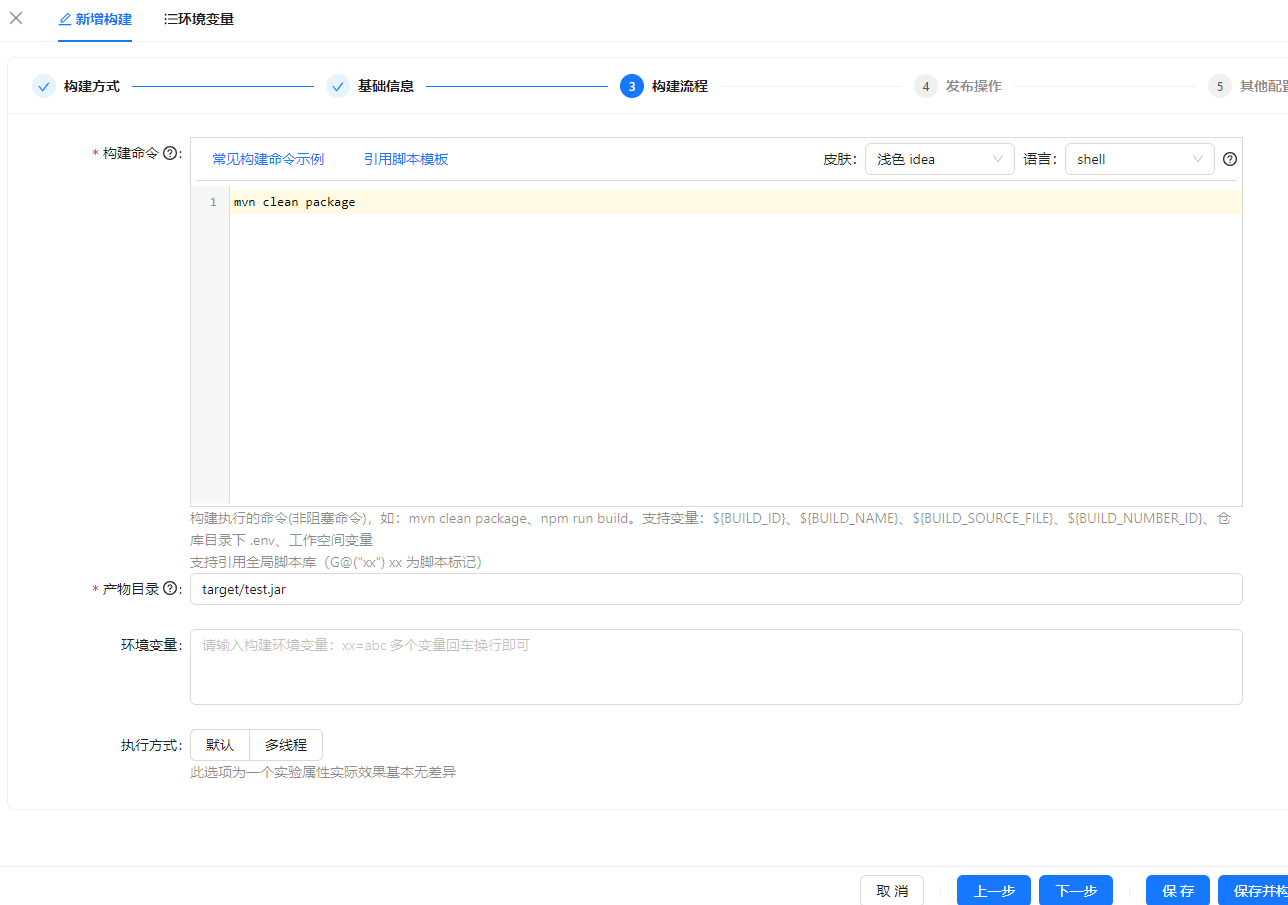 新增构建 环境变量
构建方式 基础信息 3 构建流程 4 发布操作 5 其他配置
* 构建命令 : 常见构建命令示例 引用脚本模板 皮肤: 浅色 idea 语言: shell
1 mvn clean package
构建执行的命令(非阻塞命令)，如：mvn clean package、npm run build。支持变量：${BUILD_ID}、${BUILD_NAME}、${BUILD_SOURCE_FILE}、${BUILD_NUMBER_ID}、仓
库目录下 .env、工作空间变量
支持引用全局脚本库（G@("xx") xx 为脚本标记）
* 产物目录 : target/test.jar
环境变量: 请输入构建环境变量：xx=abc 多个变量回车换行即可
执行方式: 默认 多线程
此选项为一个实验属性实际效果基本无差异
取 消 上一步 下一步 保 存 保存并构